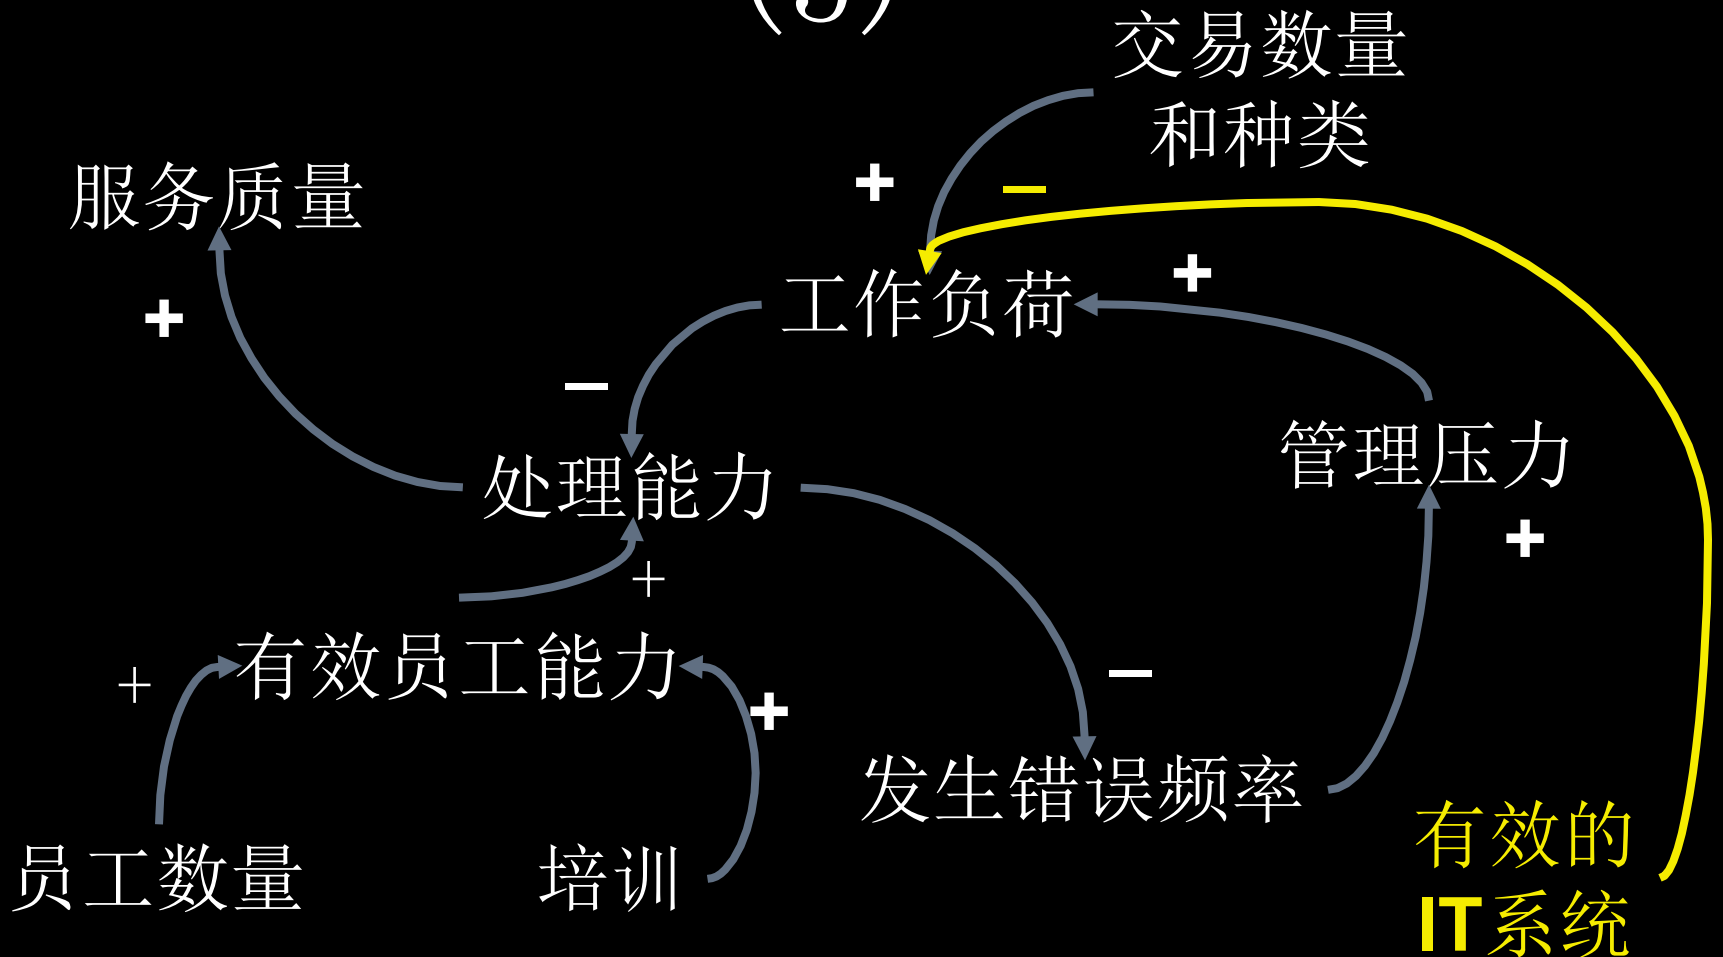 交易数量
和种类
服务质量
+
+
−
工作负荷
+
−
管理压力
处理能力
+
+
有效员工能力
+
+
−
发生错误频率
有效的
IT系统
员工数量
培训